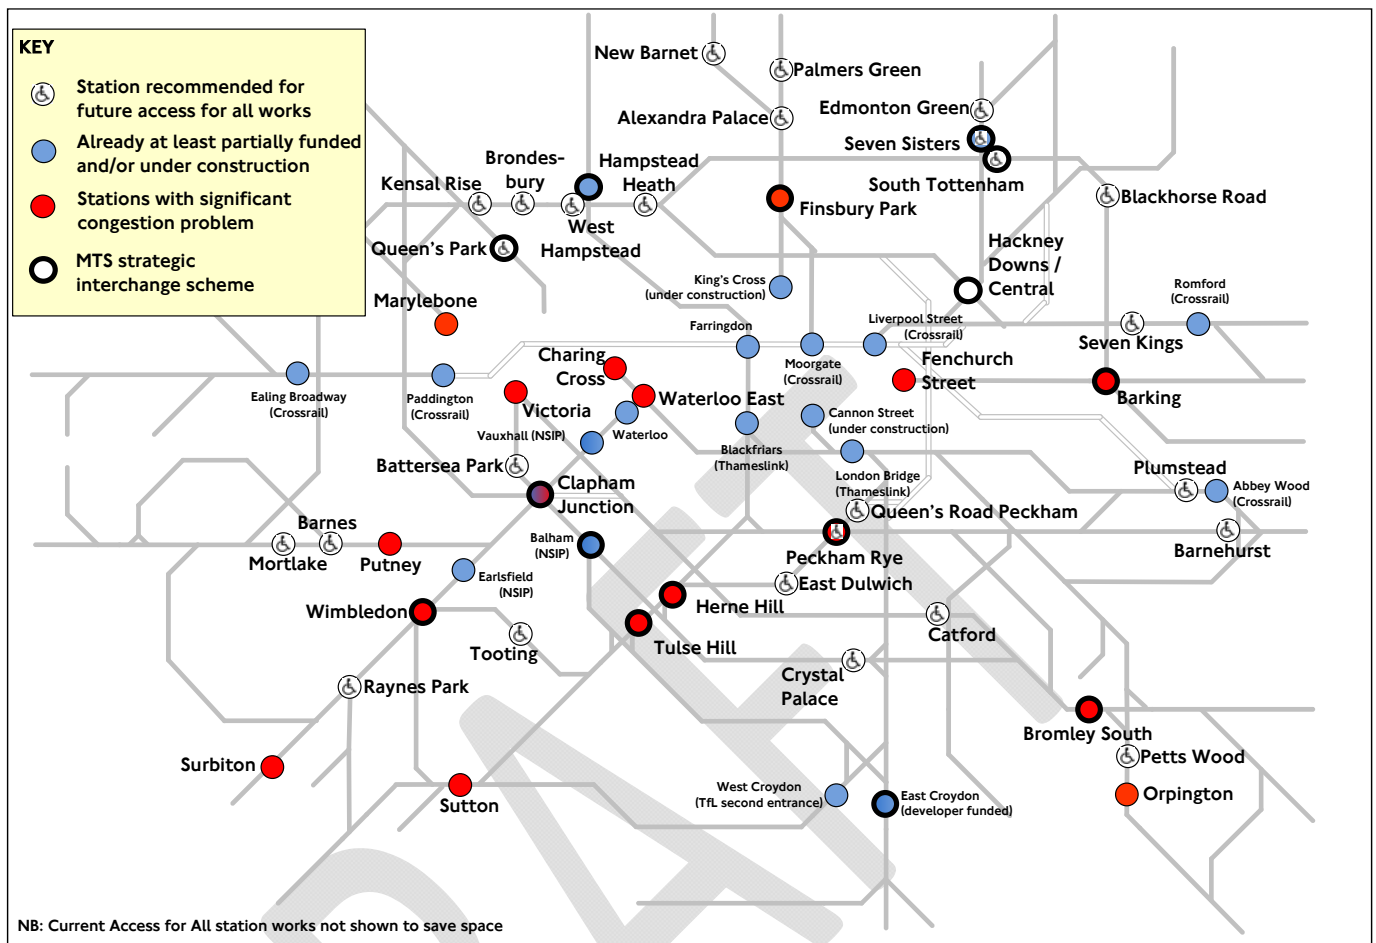 KEY
Station recommended for
future access for all works
Already at least partially funded
and/or under construction
Stations with significant
congestion problem
MTS strategic
interchange scheme
New Barnet
Palmers Green
Edmonton Green
Alexandra Palace
Seven Sisters
Brondes-
bury
Hampstead
Heath
Kensal Rise
South Tottenham
Blackhorse Road
Finsbury Park
West
Hampstead
Queen's Park
Hackney
Downs /
Central
King's Cross
(under construction)
Romford
(Crossrail)
Marylebone
Farringdon
Liverpool Street
(Crossrail)
Seven Kings
Charing
Cross
Moorgate
(Crossrail)
Fenchurch
Street
Ealing Broadway
(Crossrail)
Paddington
(Crossrail)
Barking
Waterloo East
Victoria
Cannon Street
(under construction)
Vauxhall (NSIP)
Waterloo
Blackfriars
(Thameslink)
Battersea Park
London Bridge
(Thameslink)
Plumstead
Abbey Wood
(Crossrail)
Clapham
Junction
Queen's Road Peckham
Barnes
Mortlake
Putney
Balham
(NSIP)
Peckham Rye
Barnehurst
Earlsfield
(NSIP)
East Dulwich
Wimbledon
Herne Hill
Catford
Tooting
Tulse Hill
Crystal
Palace
Raynes Park
Bromley South
Surbiton
Petts Wood
West Croydon
(TfL second entrance)
East Croydon
(developer funded)
Orpington
Sutton
NB: Current Access for All station works not shown to save space
DRAFT